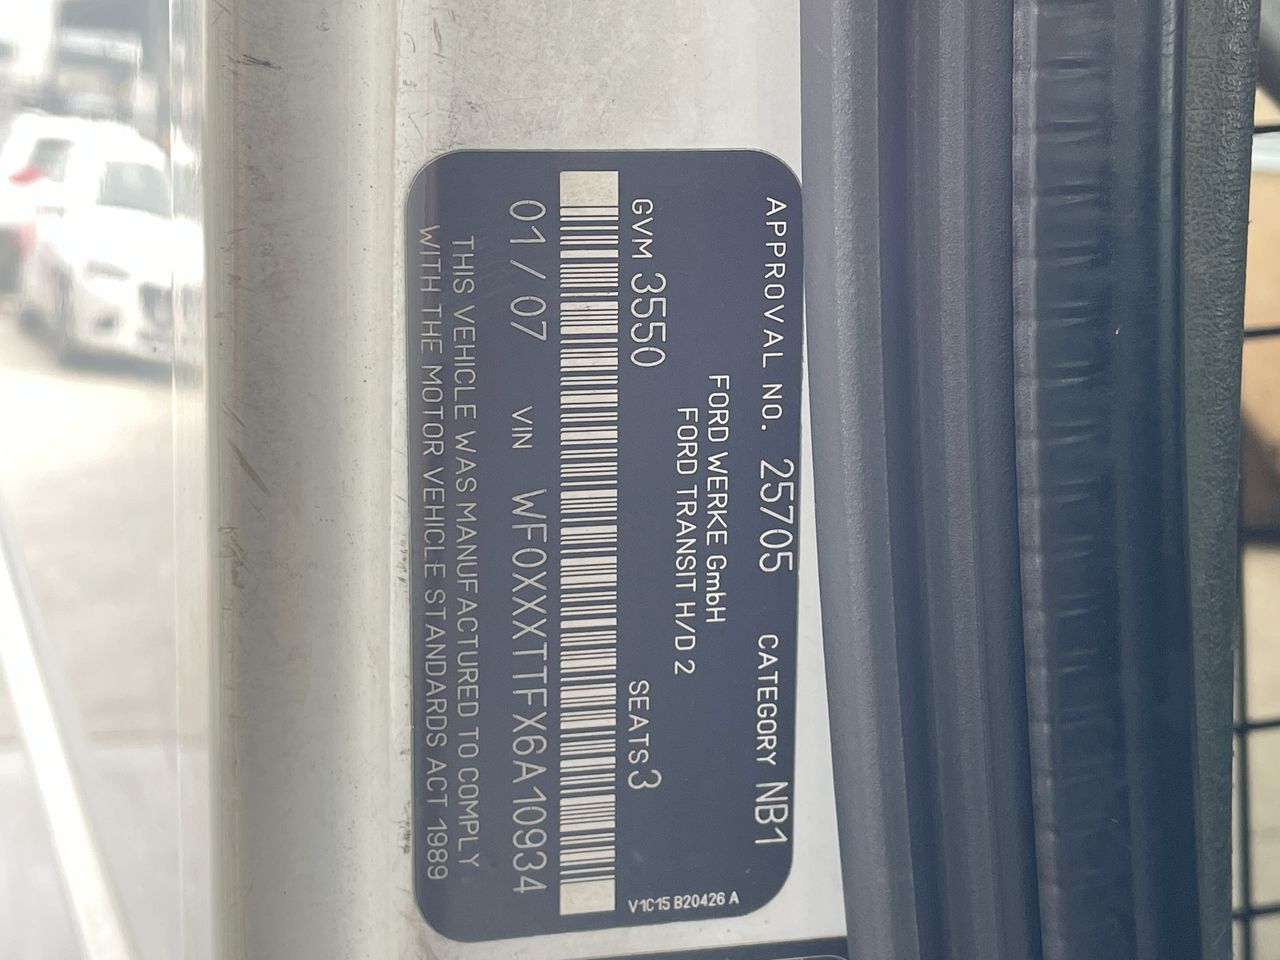 APPROVAL NO. 25705 CATEGORY NB1
FORD WERKE GmbH
FORD TRANSIT H/D 2
GVM 3550 SEATS 3
01/07 VIN WF0XXXTTFX6A10934
THIS VEHICLE WAS MANUFACTURED TO COMPLY
WITH THE MOTOR VEHICLE STANDARDS ACT 1989
V1C15 B20426 A